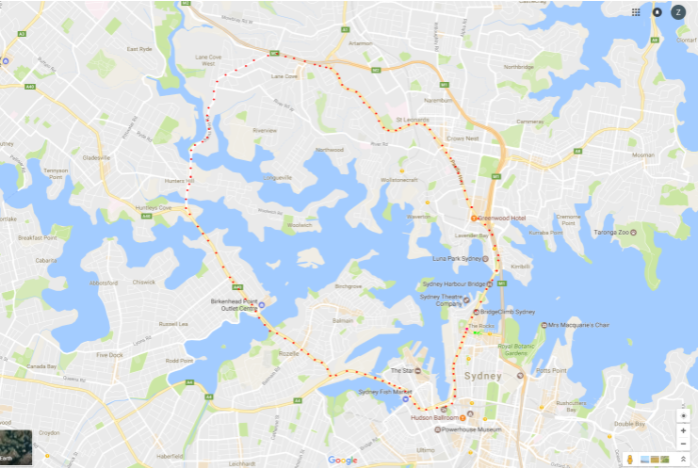 Z
East Ryde
Lane Cove
West
Lane Cove
Northbridge
Naremburn
St Leonards
Crows Nest
Cammeray
Mosman
Riverview
Northwood
Longueville
Gladesville
Tennyson
Point
Hunters Hill
Huntleys Cove
Woolwich
Wollstonecraft
Waverton
Greenwood Hotel
Lavender Bay
Cremorne
Point
Kurraba Point
Taronga Zoo
Breakfast Point
Cabarita
Abbotsford
Chiswick
Luna Park Sydney
Kirribilli
Sydney Harbour Bridge
Sydney Theatre
Company
BridgeClimb Sydney
The Rocks
Mrs Macquarie's Chair
Birchgrove
Birkenhead Point
Outlet Centre
Balmain
Russell Lea
Rodd Point
Five Dock
Canada Bay
Rozelle
Royal Botanic
Gardens
The Star
Sydney
Potts Point
Sydney Fish Market
Hudson Ballroom
Powerhouse Museum
Rushcutters
Bay
Double Bay
Ultimo
Croydon
Haberfield
Leichhardt
Google
Earth